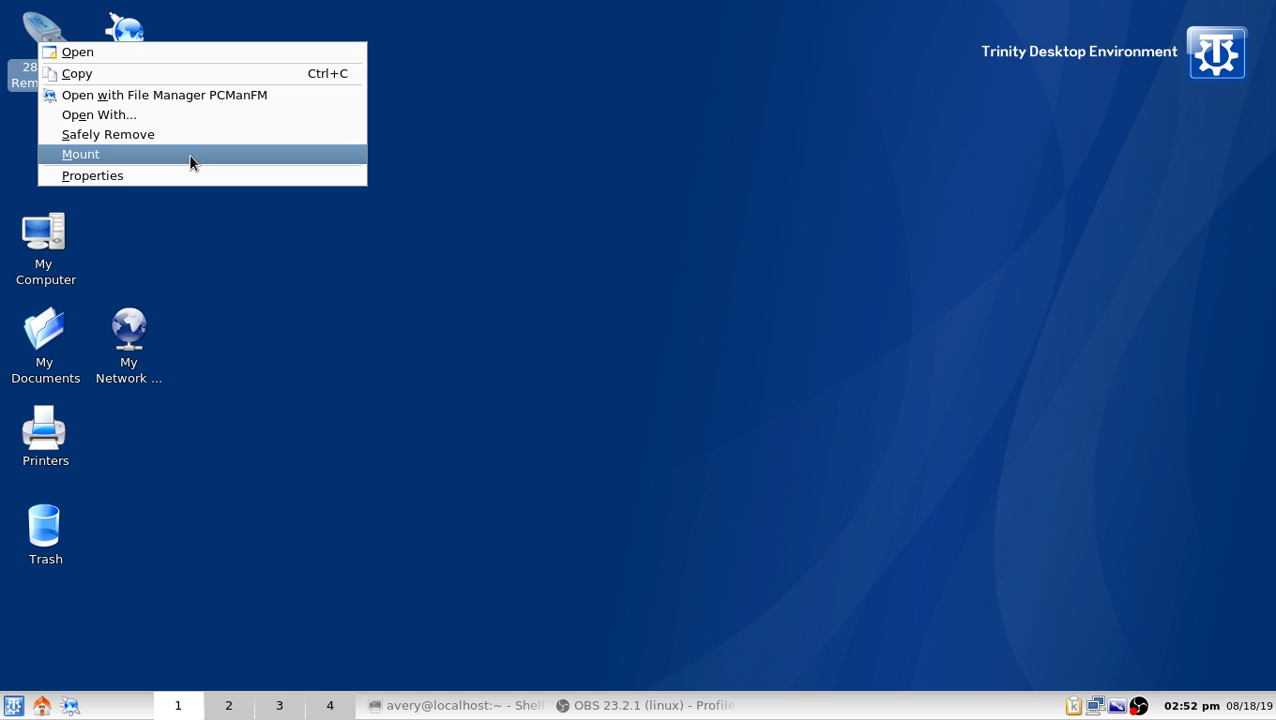 Open
Copy Ctrl+C
Open with File Manager PCManFM
Open With...
Safely Remove
Mount
Properties
28
Rem
Trinity Desktop Environment
My
Computer
My
Documents
My
Network ...
Printers
Trash
1 2 3 4 avery@localhost:~ - Shell OBS 23.2.1 (linux) - Profile 02:52 pm 08/18/19